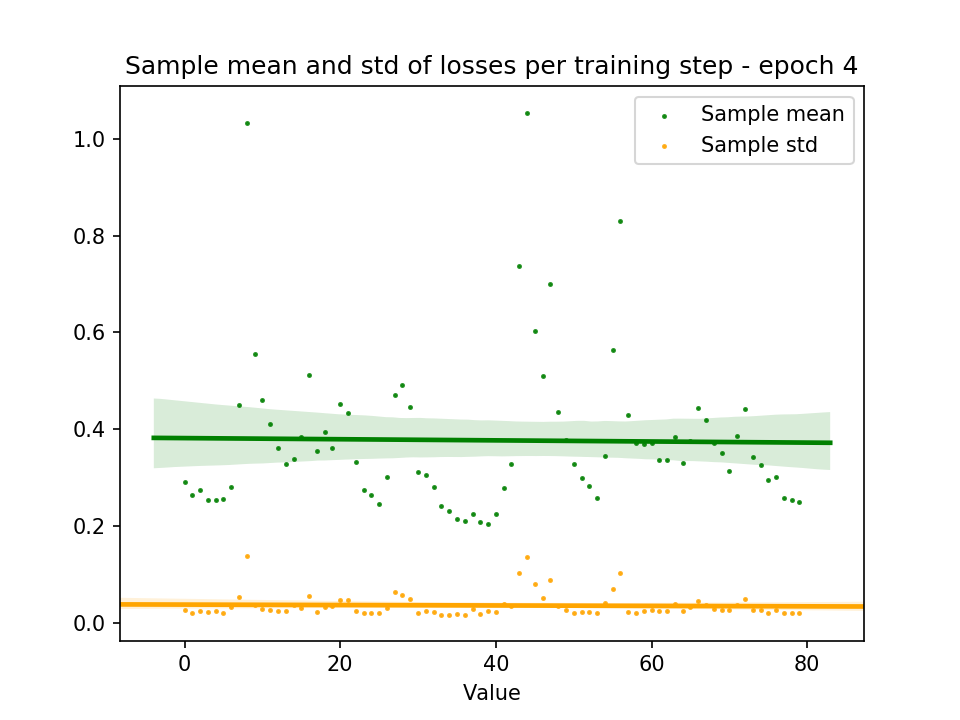 Sample mean and std of losses per training step - epoch 4
Sample mean
Sample std
1.0
0.8
0.6
0.4
0.2
0.0
0 20 40 60 80
Value